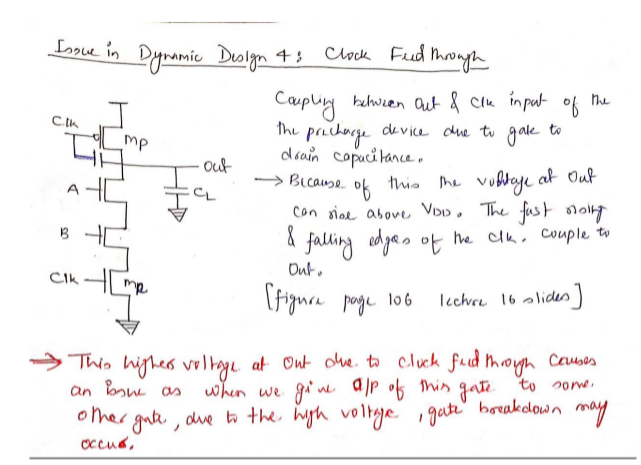 Issue in Dynamic Design 4: Clock Feed through
Coupling between Out & Clk input of the
the precharge device due to gate to
drain capacitance.
→ Because of this the voltage at Out
can rise above VDD. The fast rising
& falling edges of the clk. couple to
Out.
[figure page 106 lecture 16 slides]
Clk
mp
Out
A
CL
B
Clk
→ This higher voltage at Out due to clock feed through causes
an issue as when we give o/p of this gate to some
other gate, due to the high voltage, gate breakdown may
occur.